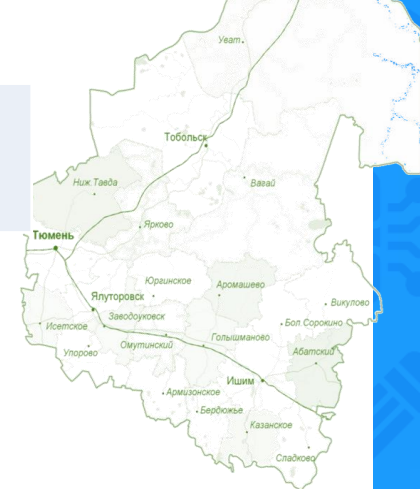 Уват
Тобольск
Ниж.Тавда
Вагай
Ярково
Тюмень
Юргинское
Аромашево
Ялуторовск
Викулово
Заводоуковск
Исетское
Бол.Сорокино
Омутинский
Голышманово
Упорово
Абатский
Ишим
Армизонское
Бердюжье
Казанское
Сладково